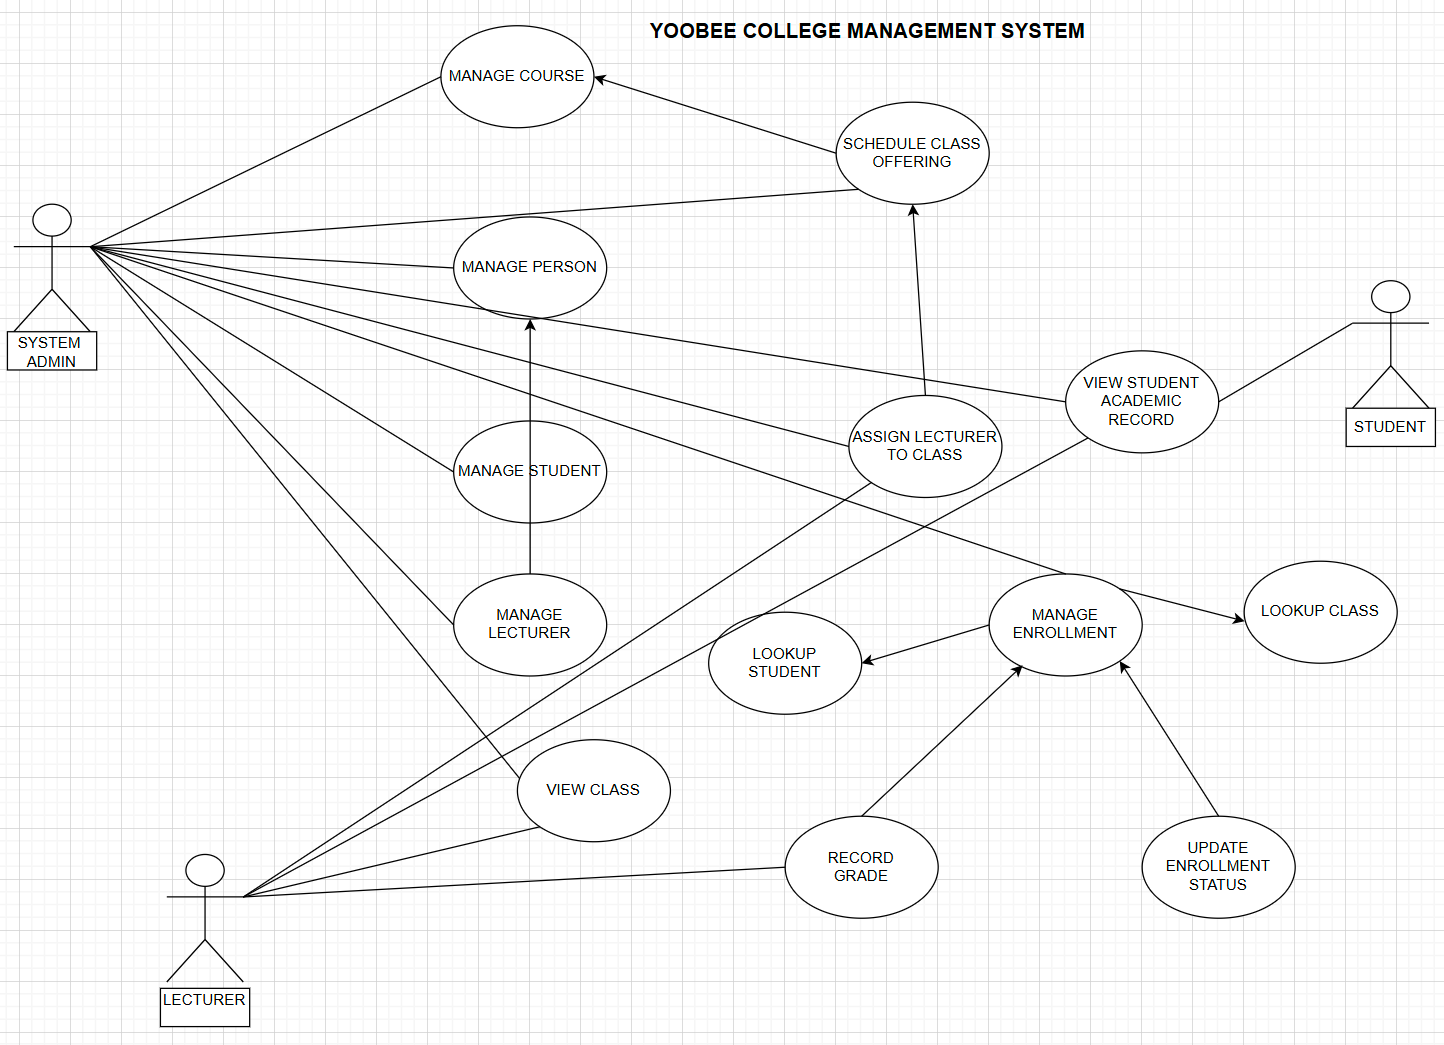 YOOBEE COLLEGE MANAGEMENT SYSTEM
MANAGE COURSE
SCHEDULE CLASS
OFFERING
MANAGE PERSON
SYSTEM
ADMIN
VIEW STUDENT
ACADEMIC
RECORD
STUDENT
ASSIGN LECTURER
TO CLASS
MANAGE STUDENT
MANAGE
LECTURER
MANAGE
ENROLLMENT
LOOKUP CLASS
LOOKUP
STUDENT
VIEW CLASS
RECORD
GRADE
UPDATE
ENROLLMENT
STATUS
LECTURER